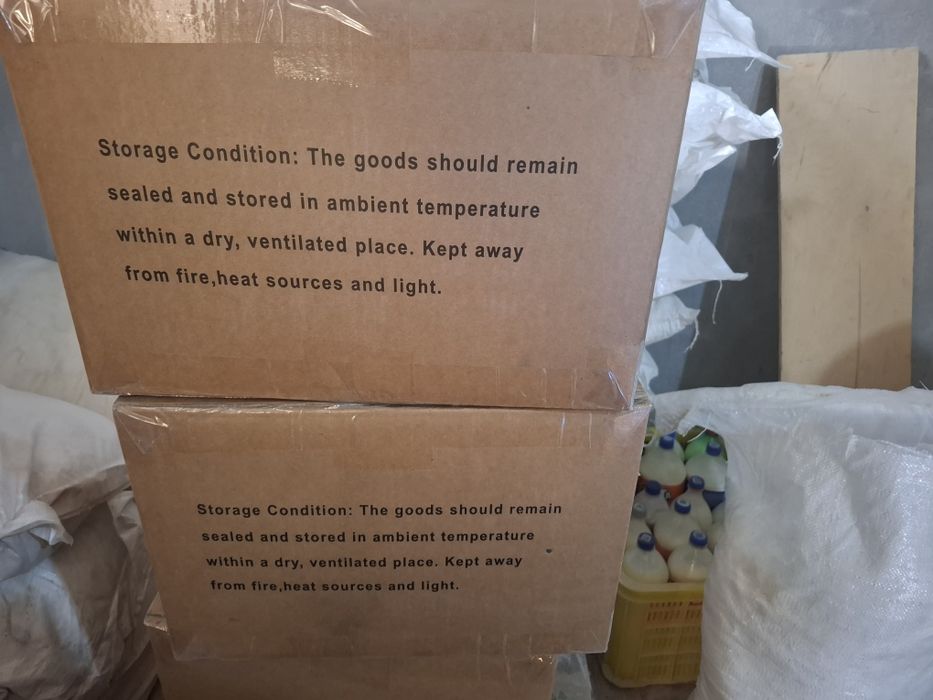 Storage Condition: The goods should remain
sealed and stored in ambient temperature
within a dry, ventilated place. Kept away
from fire,heat sources and light.
Storage Condition: The goods should remain
sealed and stored in ambient temperature
within a dry, ventilated place. Kept away
from fire,heat sources and light.